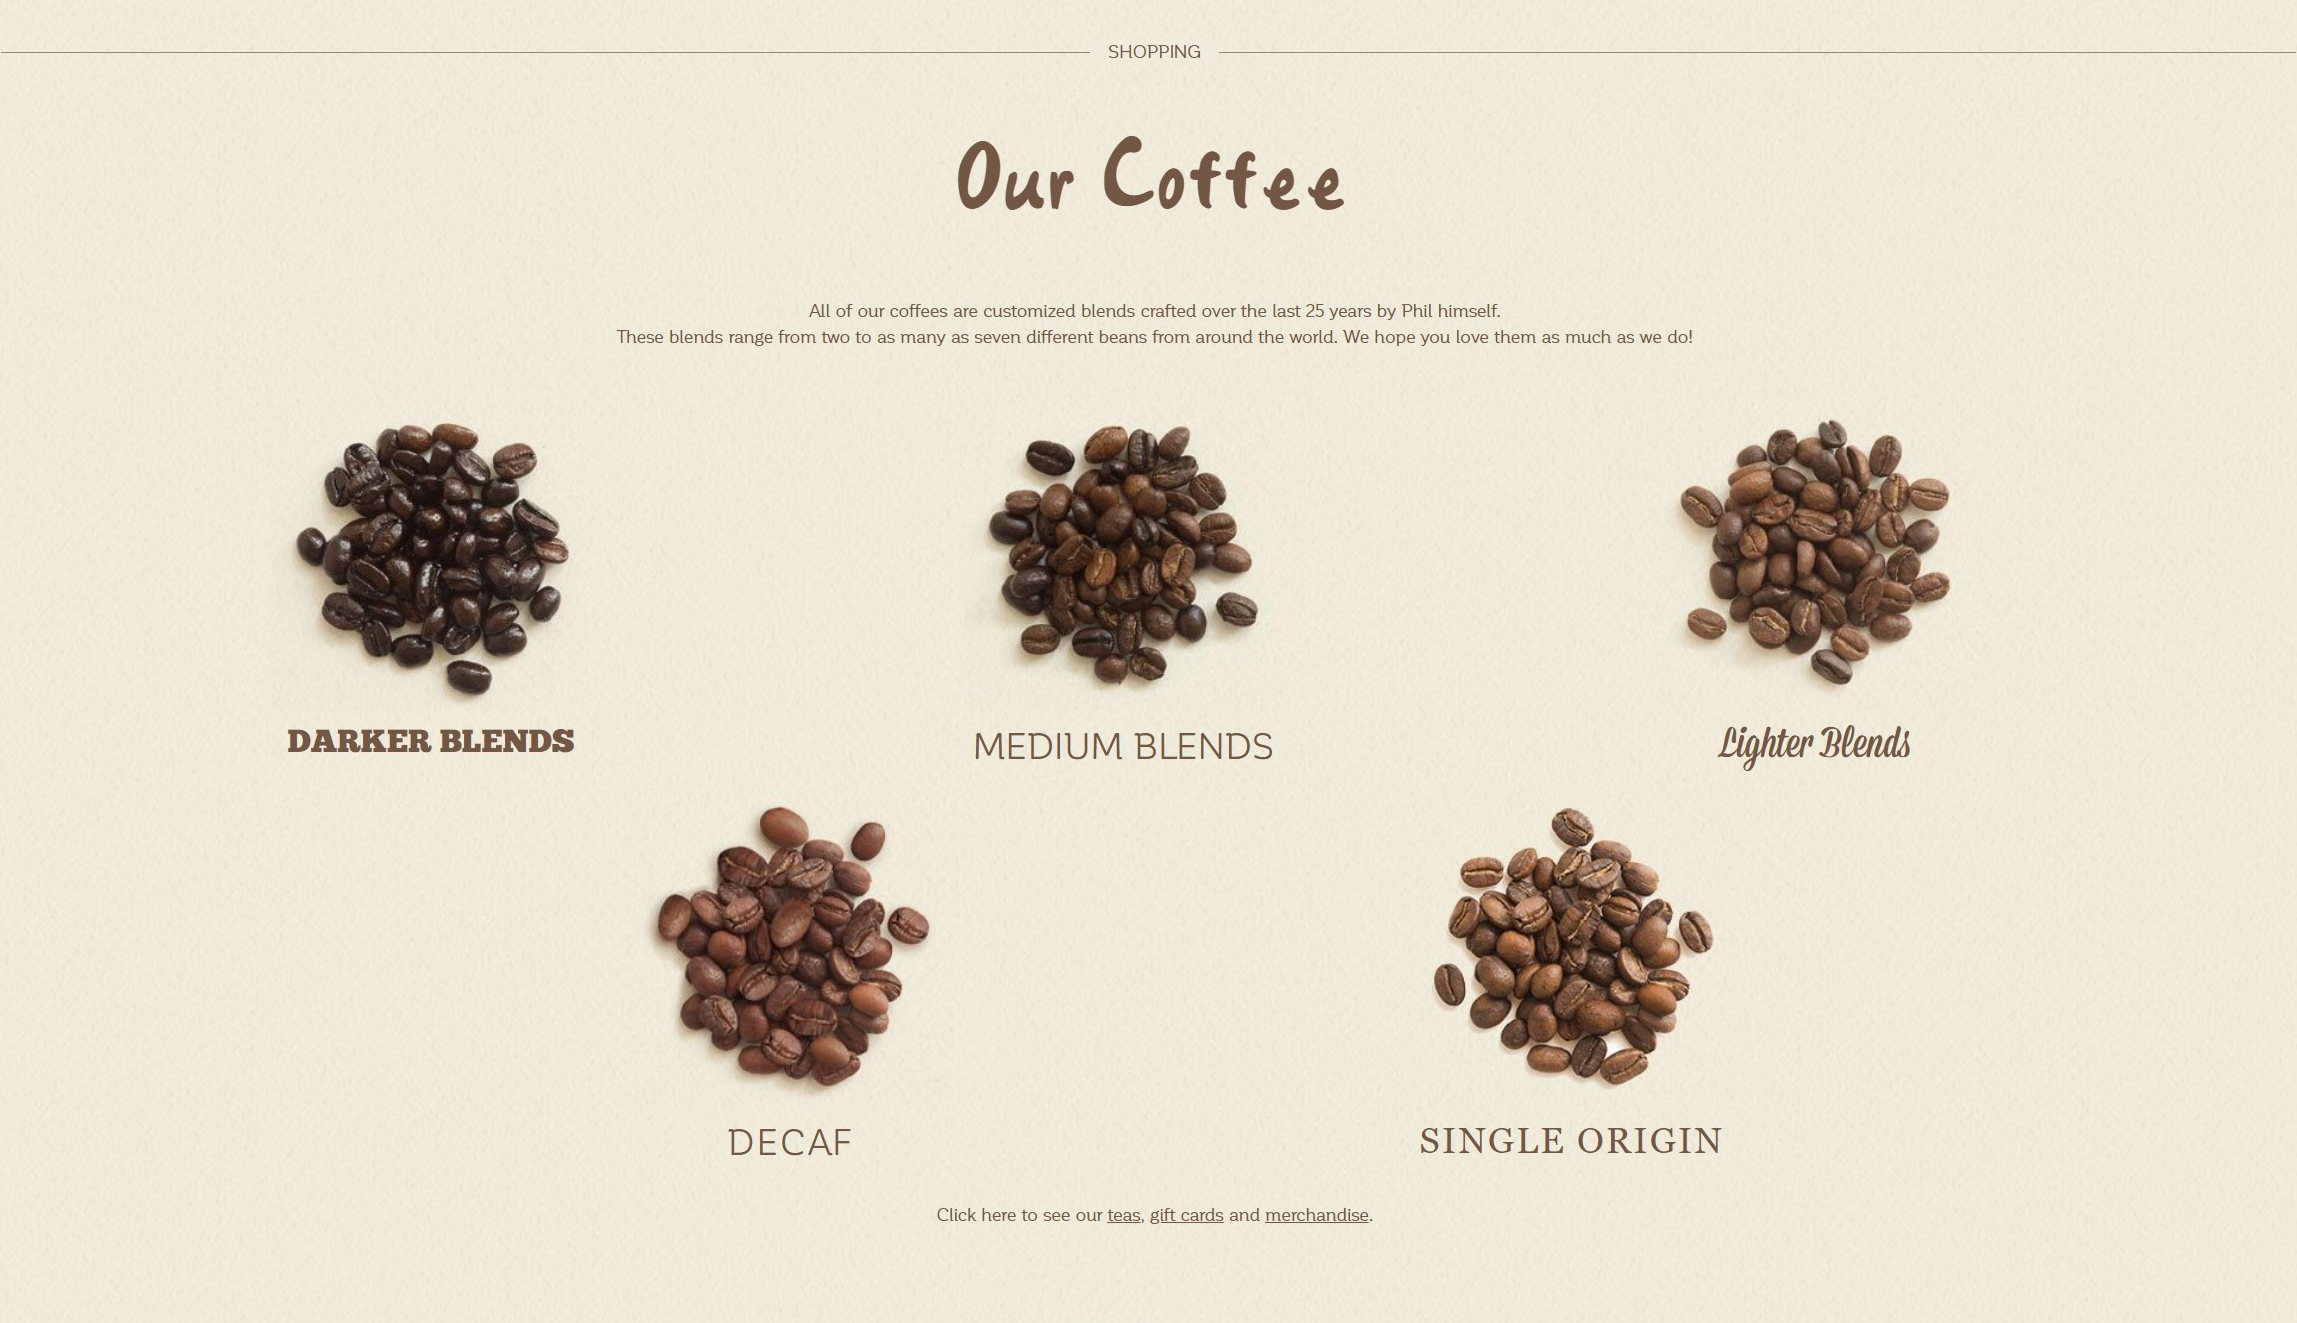 SHOPPING
Our Coffee
All of our coffees are customized blends crafted over the last 25 years by Phil himself.
These blends range from two to as many as seven different beans from around the world. We hope you love them as much as we do!
DARKER BLENDS
MEDIUM BLENDS
Lighter Blends
DECAF
SINGLE ORIGIN
Click here to see our teas, gift cards and merchandise.